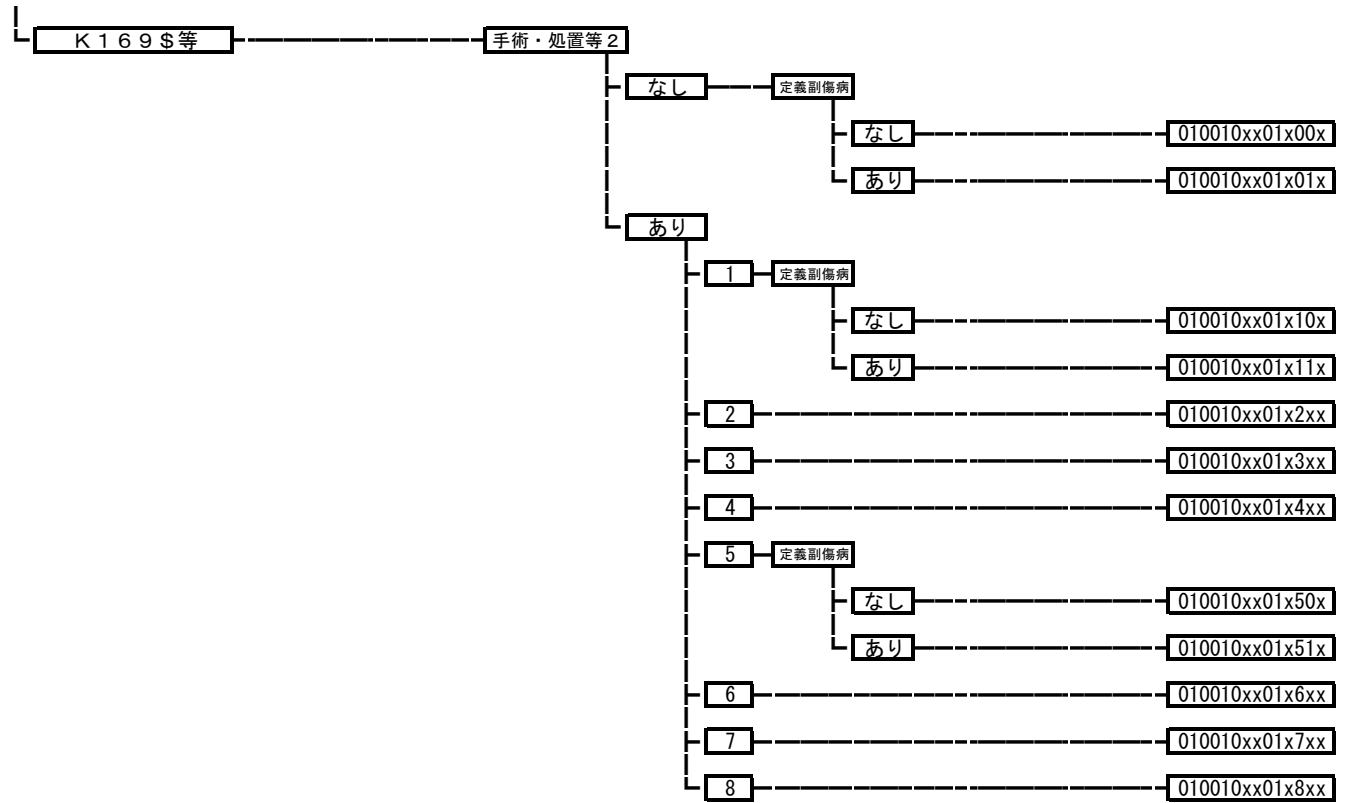 Ｋ１６９＄等 手術・処置等２
なし 定義副傷病
なし 010010xx01x00x
あり 010010xx01x01x
あり
1 定義副傷病
なし 010010xx01x10x
あり 010010xx01x11x
2 010010xx01x2xx
3 010010xx01x3xx
4 010010xx01x4xx
5 定義副傷病
なし 010010xx01x50x
あり 010010xx01x51x
6 010010xx01x6xx
7 010010xx01x7xx
8 010010xx01x8xx